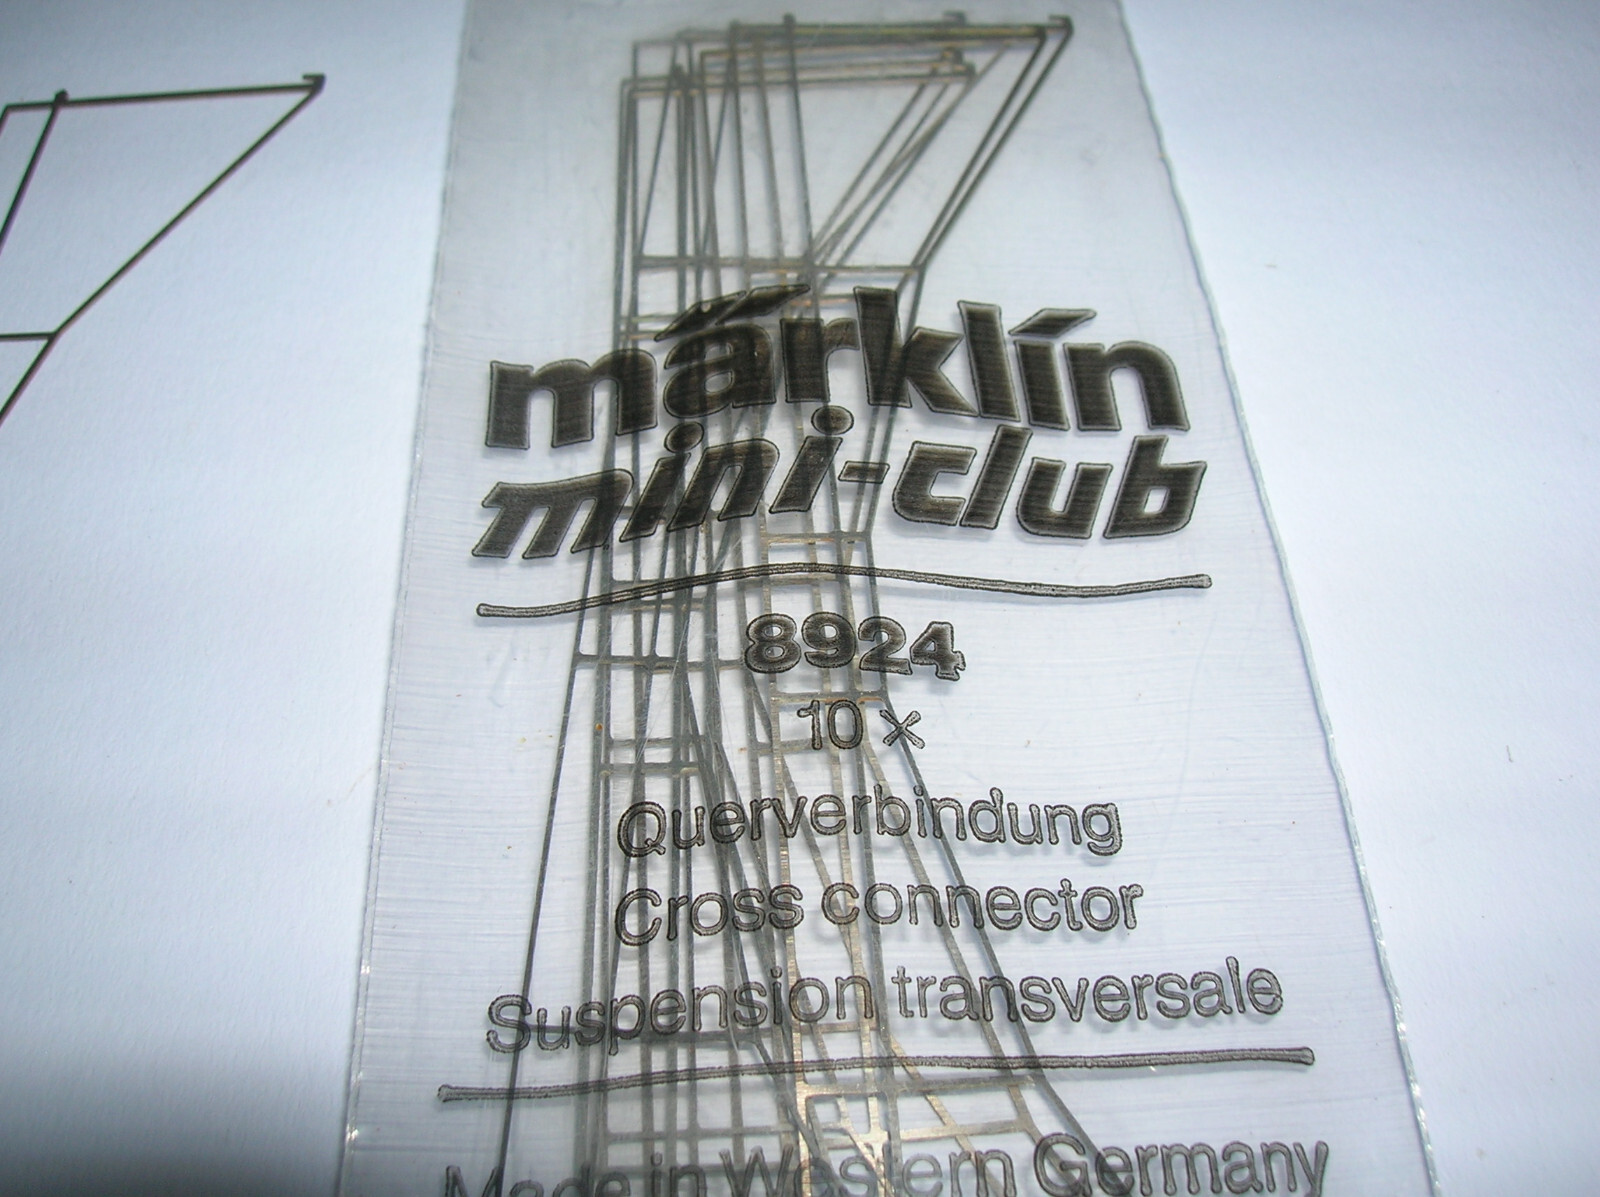 märklin
mini-club
8924
10 ×
Querverbindung
Cross connector
Suspension transversale
Made in Western Germany